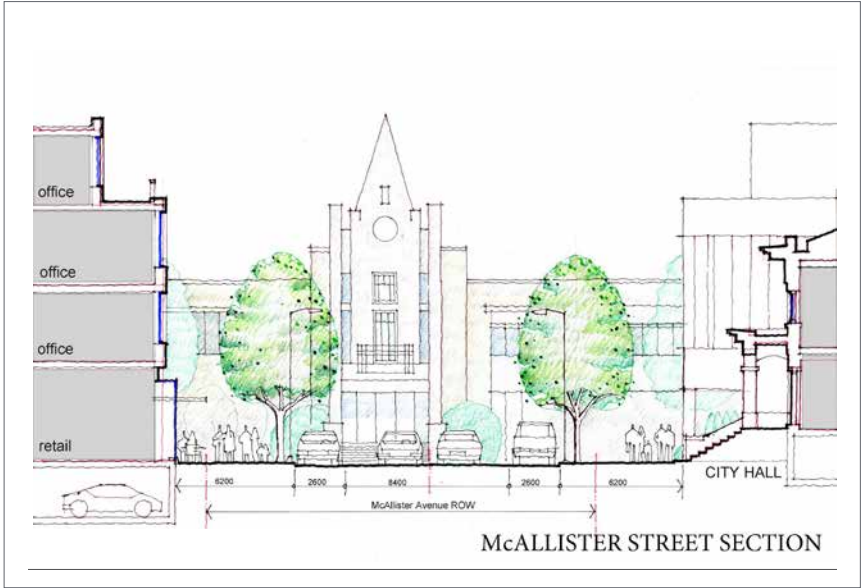 office
office
office
retail
CITY HALL
6200 2600 8400 2600 6200
McAllister Avenue ROW
McALLISTER STREET SECTION